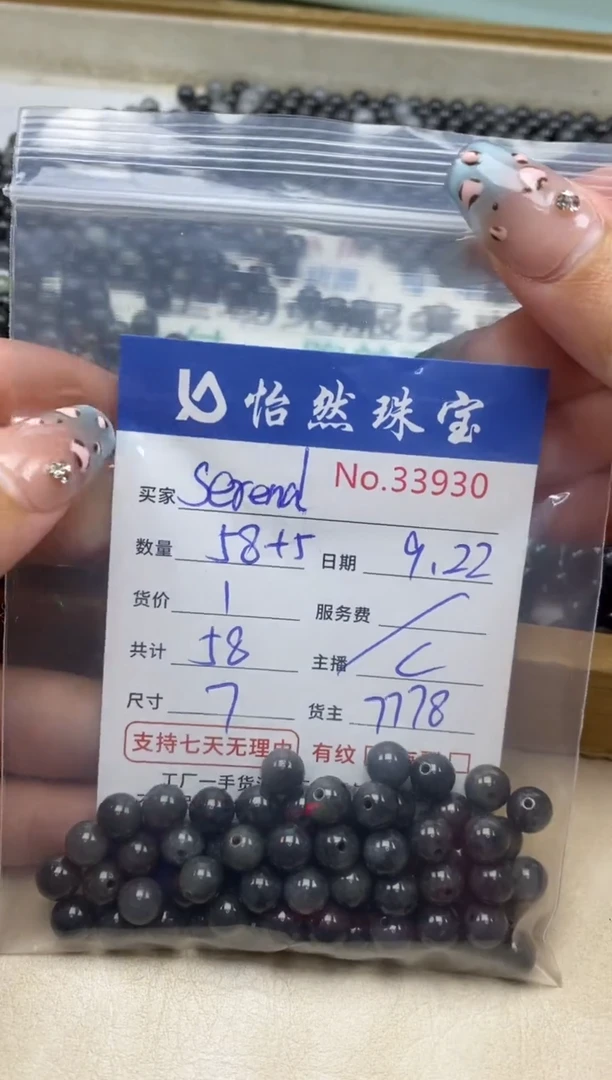 怡然珠宝
No.33930
买家 Serend
数量 58+5 日期 9.22
货价 1 服务费 /
共计 58 主播 C
尺寸 7 货主 7178
支持七天无理由 有纹
工厂一手货